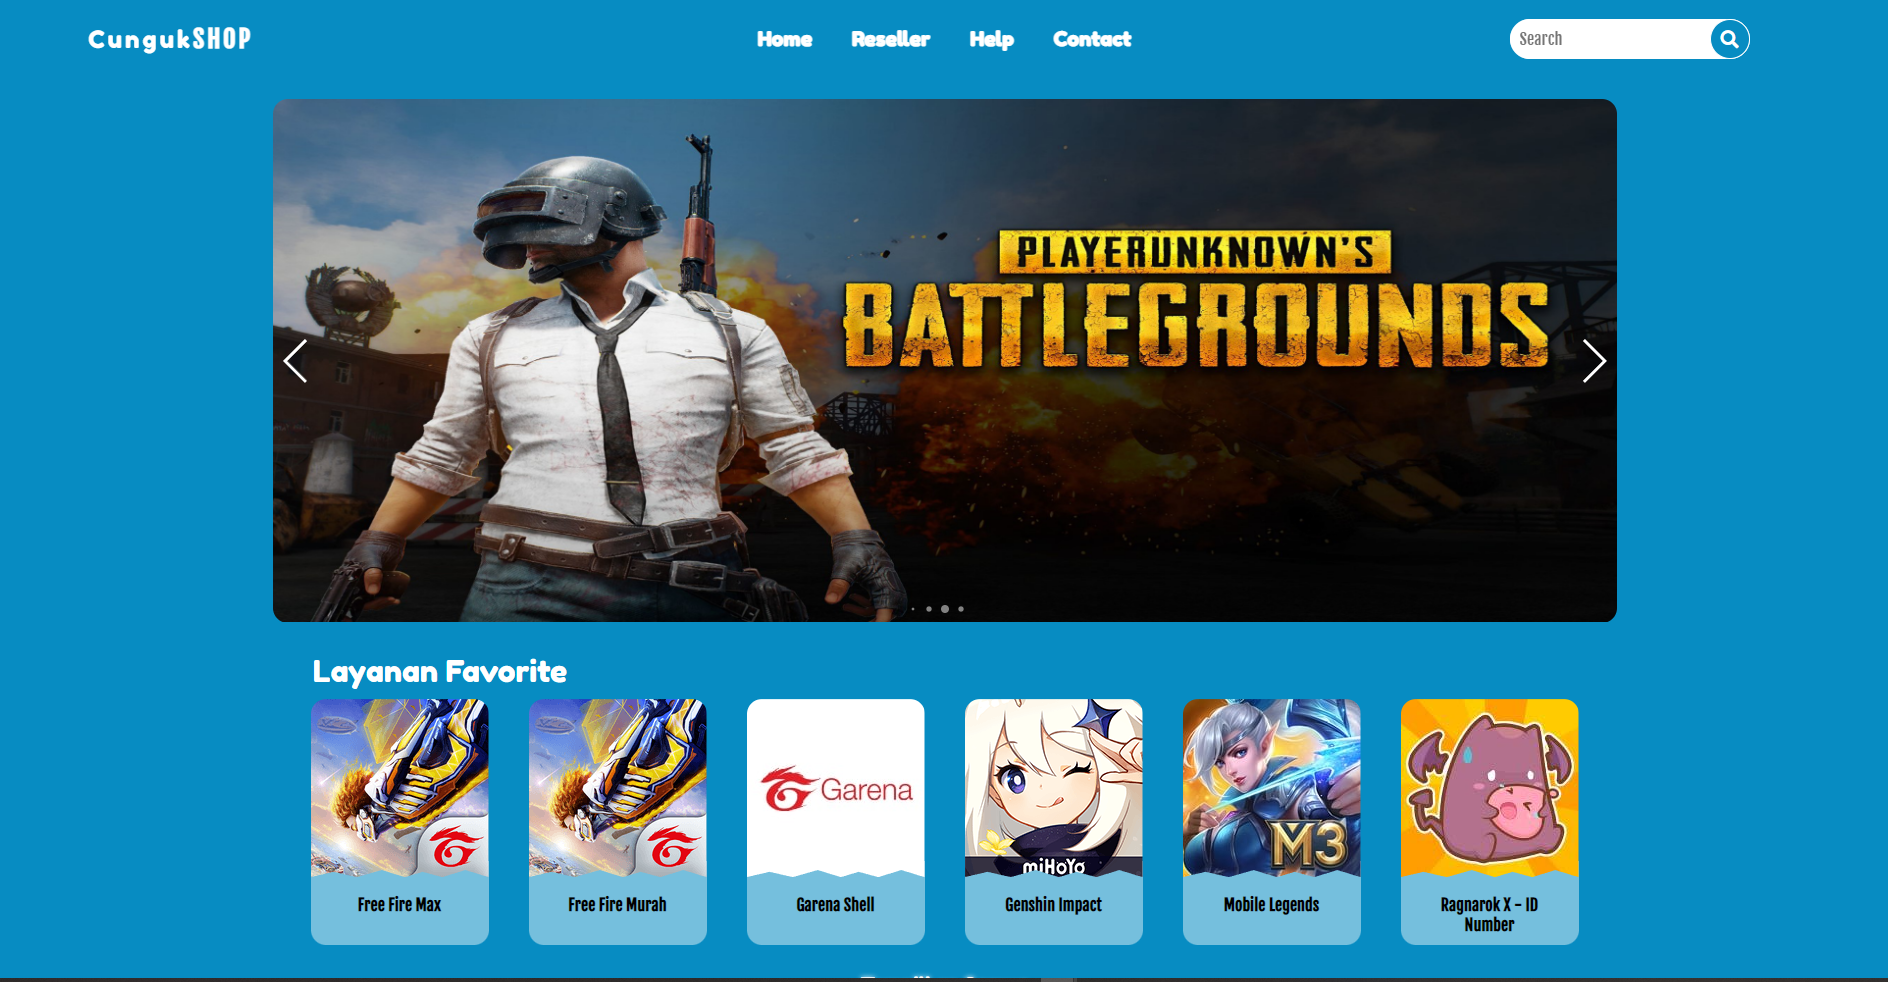 CungukSHOP
Home
Reseller
Help
Contact
Search
PLAYERUNKNOWN'S
BATTLEGROUNDS
Layanan Favorite
Garena
miHoYo
M3
Free Fire Max
Free Fire Murah
Garena Shell
Genshin Impact
Mobile Legends
Ragnarok X - ID
Number